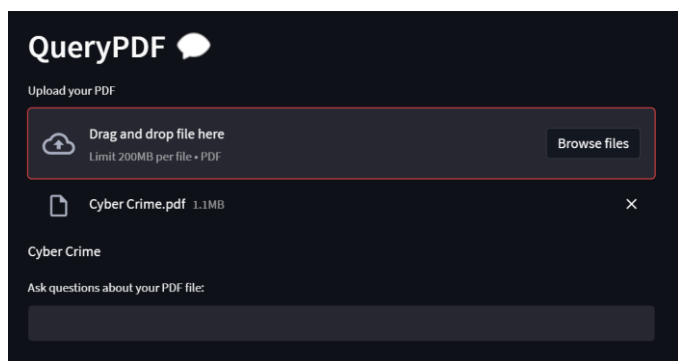 QueryPDF
Upload your PDF
Drag and drop file here
Limit 200MB per file • PDF
Browse files
Cyber Crime.pdf 1.1MB
Cyber Crime
Ask questions about your PDF file: